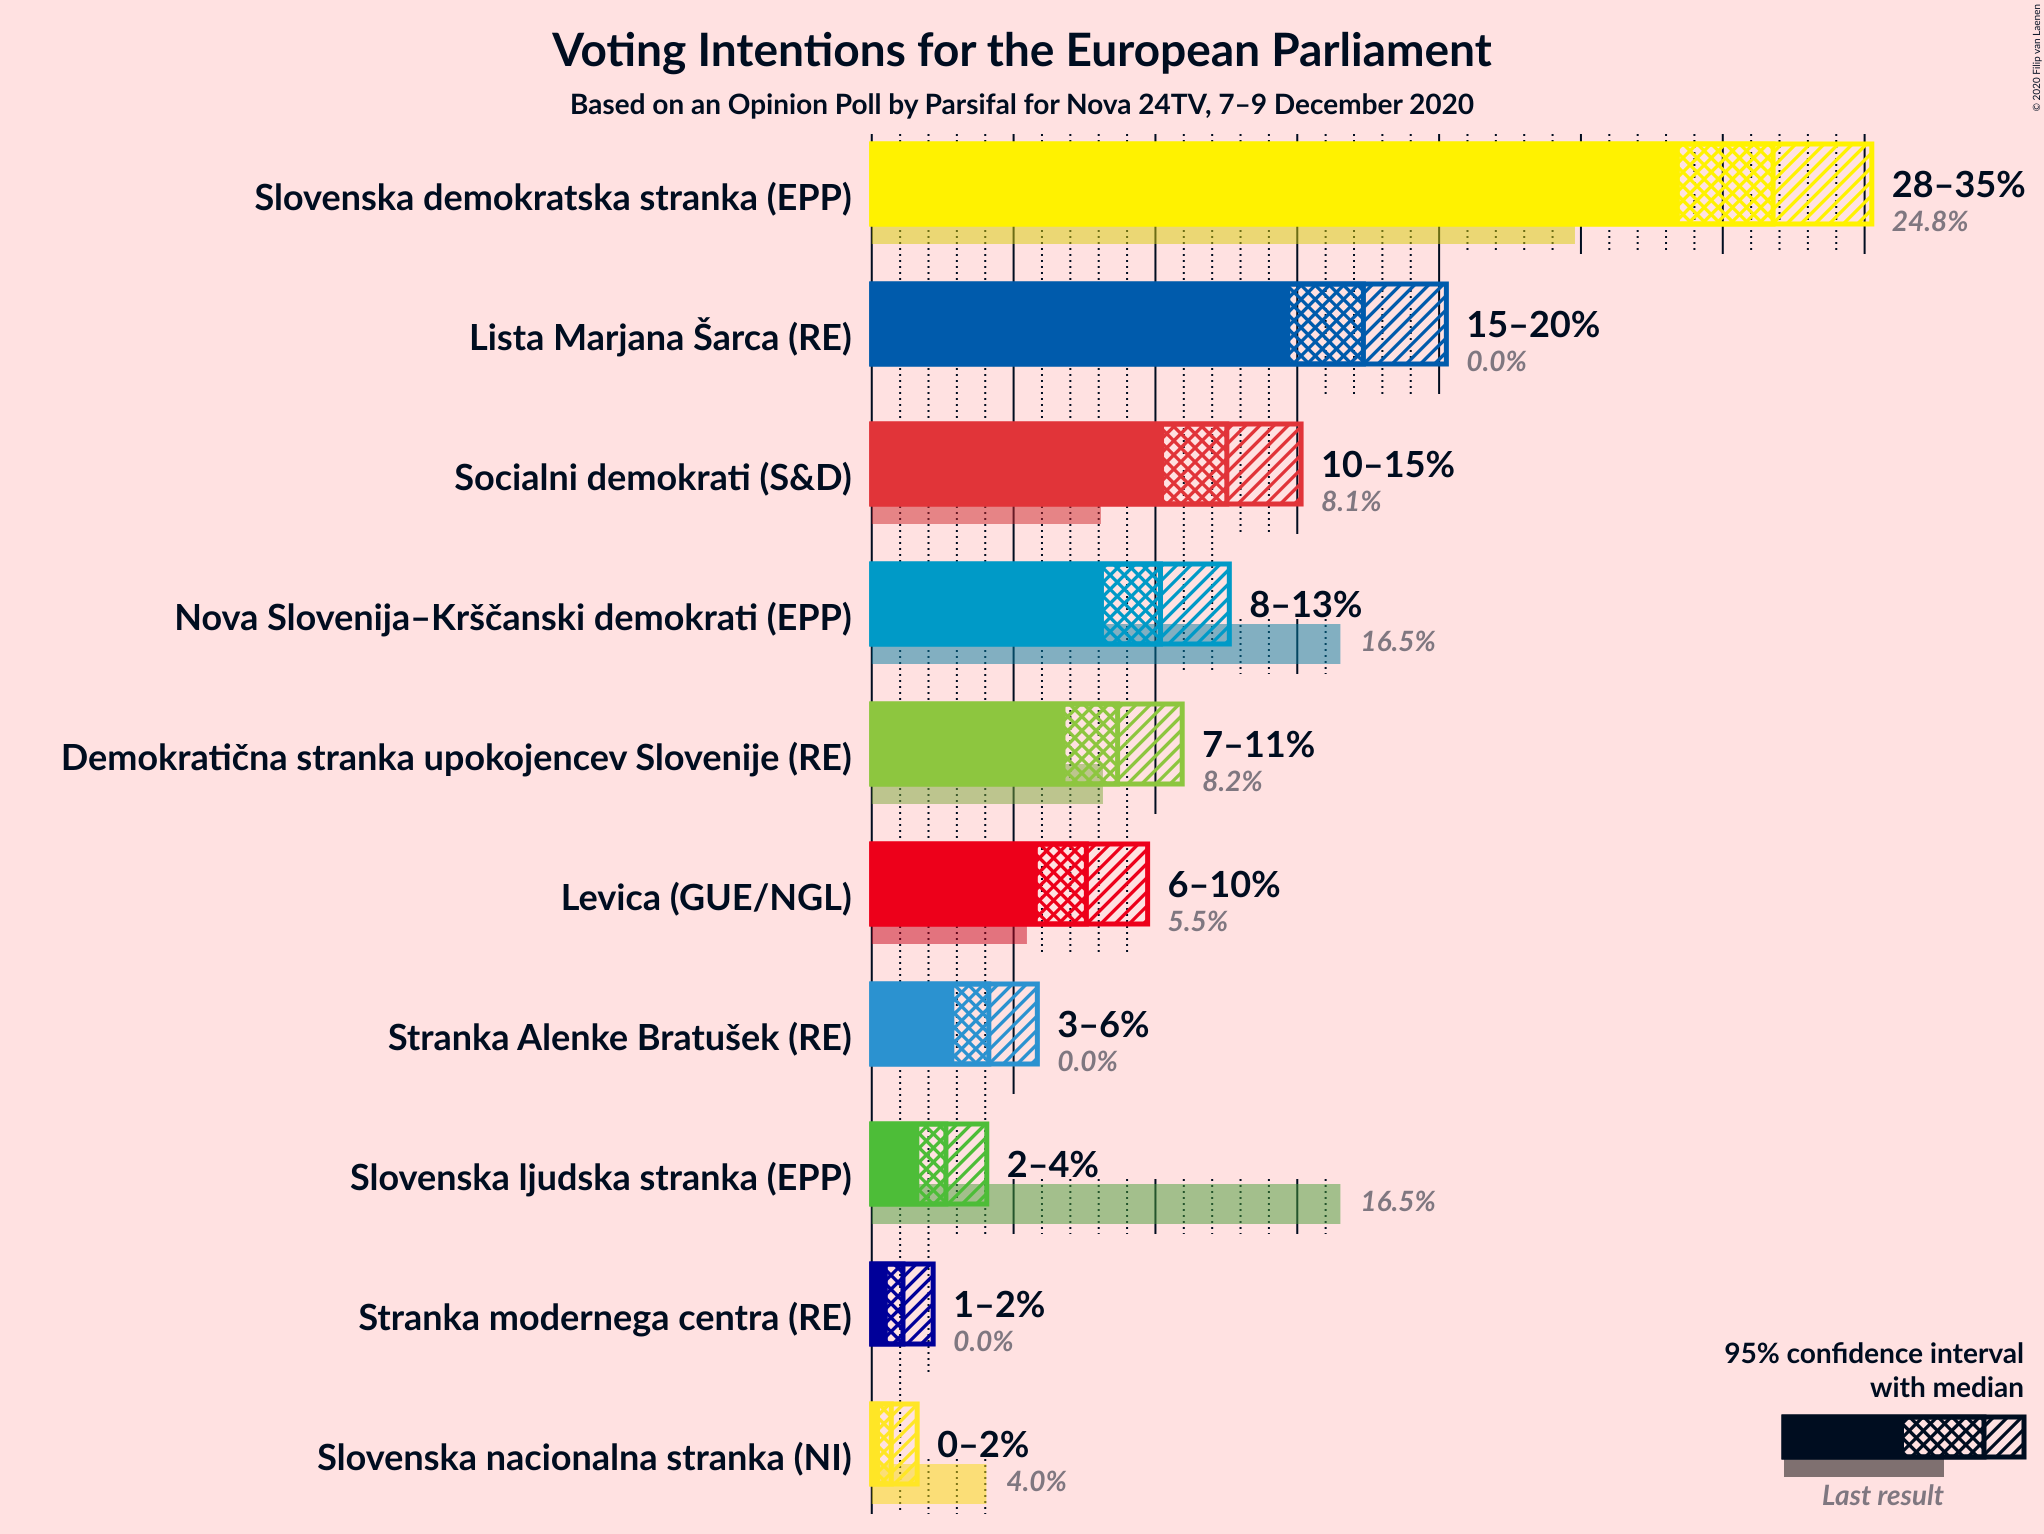 Voting Intentions for the European Parliament
Based on an Opinion Poll by Parsifal for Nova 24TV, 7–9 December 2020
© 2020 Filip van Laenen
Slovenska demokratska stranka (EPP)
28–35%
24.8%
Lista Marjana Šarca (RE)
15–20%
0.0%
Socialni demokrati (S&D)
10–15%
8.1%
Nova Slovenija–Krščanski demokrati (EPP)
8–13%
16.5%
Demokratična stranka upokojencev Slovenije (RE)
7–11%
8.2%
Levica (GUE/NGL)
6–10%
5.5%
Stranka Alenke Bratušek (RE)
3–6%
0.0%
Slovenska ljudska stranka (EPP)
2–4%
16.5%
Stranka modernega centra (RE)
1–2%
0.0%
Slovenska nacionalna stranka (NI)
0–2%
4.0%
95% confidence interval
with median
Last result